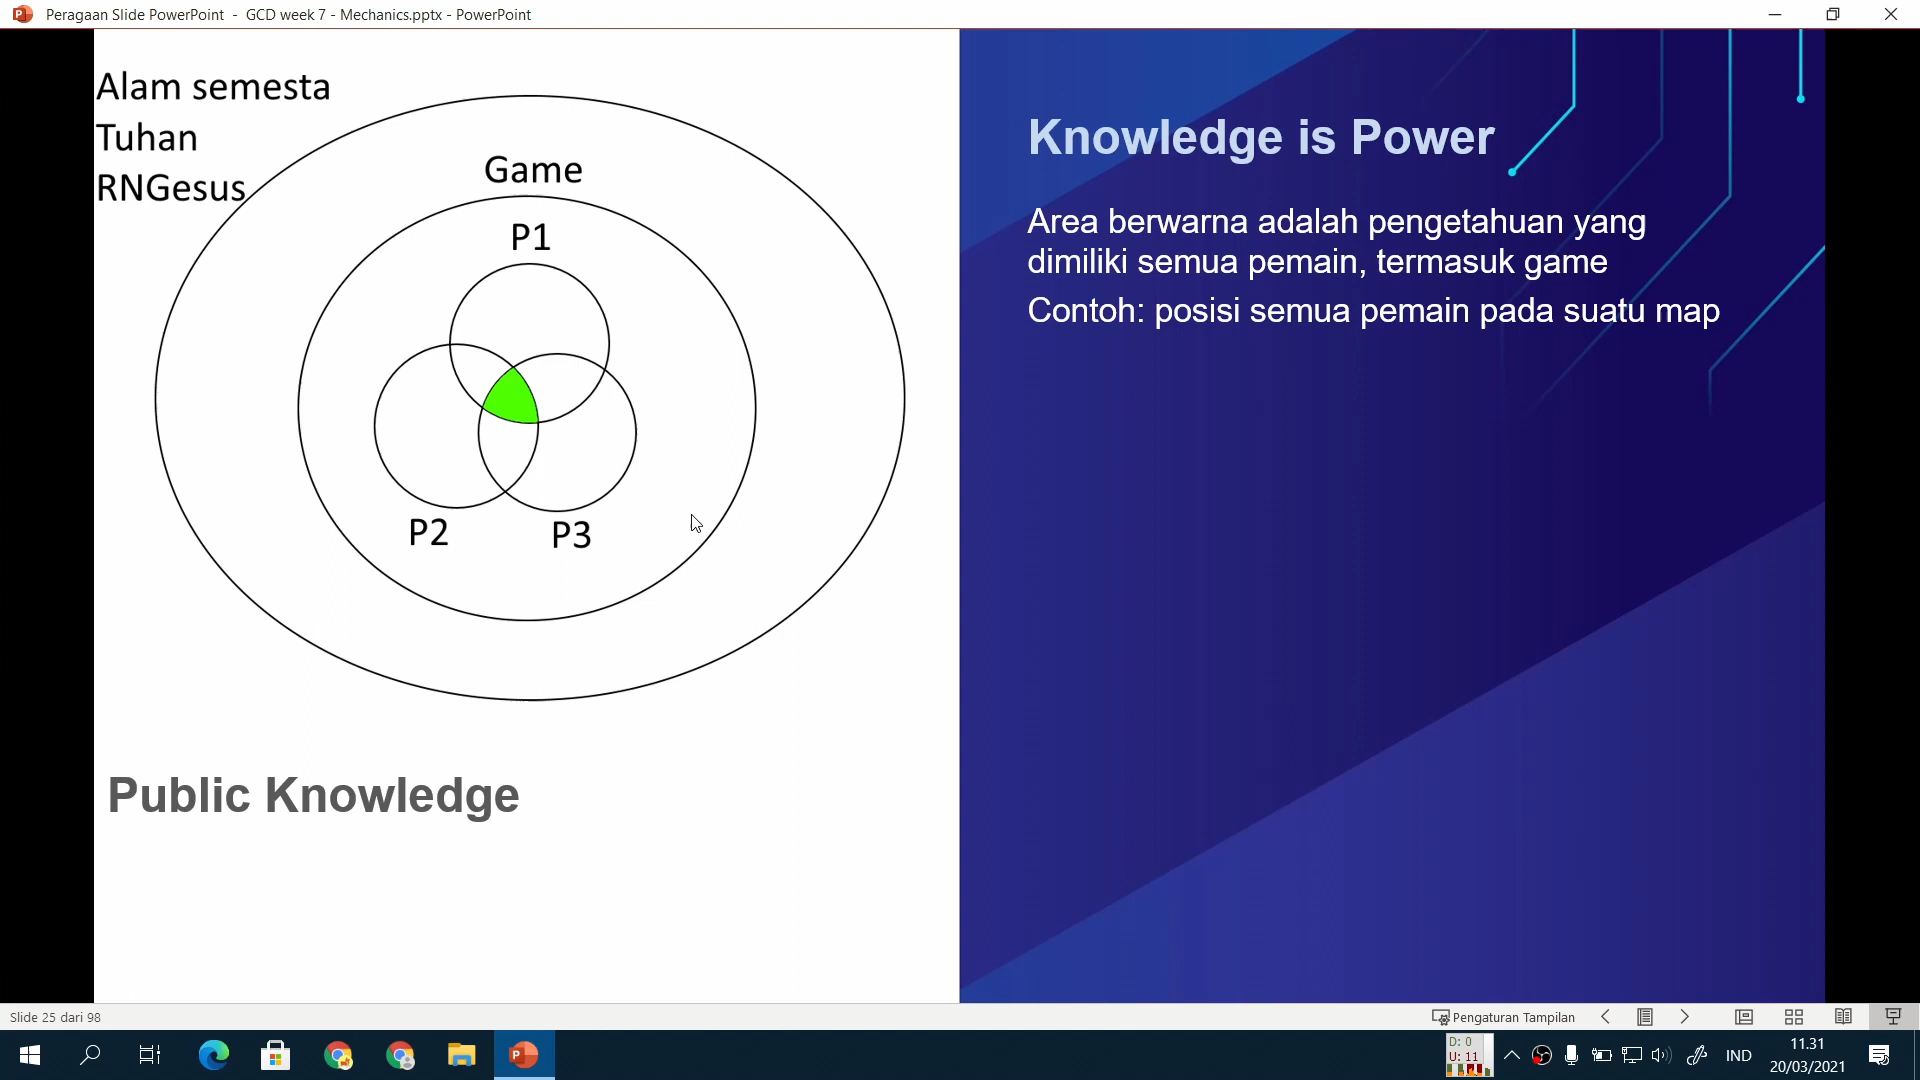 Peragaan Slide PowerPoint - GCD week 7 - Mechanics.pptx - PowerPoint
Alam semesta
Tuhan
RNGesus
Game
P1
P2
P3
Public Knowledge
Knowledge is Power
Area berwarna adalah pengetahuan yang
dimiliki semua pemain, termasuk game
Contoh: posisi semua pemain pada suatu map
Slide 25 dari 98
Pengaturan Tampilan
D: 0
U: 11
IND
11.31
20/03/2021